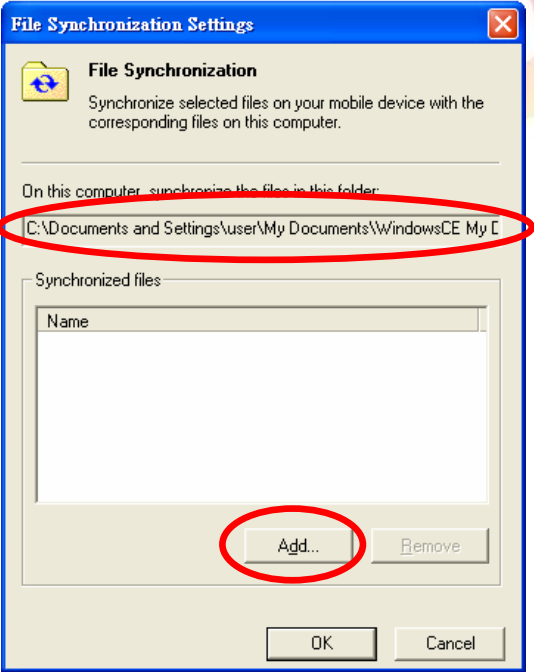 File Synchronization Settings
File Synchronization
Synchronize selected files on your mobile device with the
corresponding files on this computer.
On this computer, synchronize the files in this folder:
C:\Documents and Settings\user\My Documents\WindowsCE My D
Synchronized files
Name
Add... Remove
OK Cancel